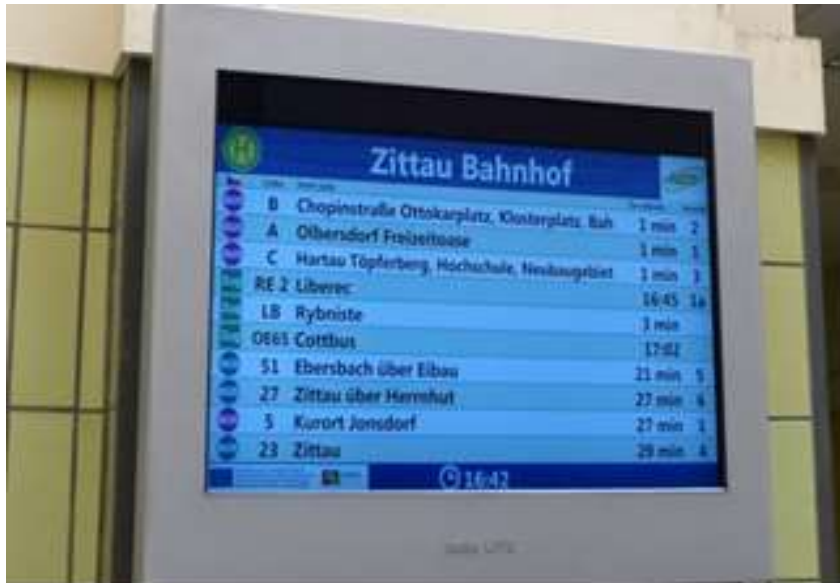 H
Zittau Bahnhof
B Chopinstraße Ottokarplatz, Klosterplatz, Bah 1 min 2
A Olbersdorf Freizeitoase 1 min 1
C Hartau Töpferberg, Hochschule, Neubaugebiet 1 min 3
RE 2 Liberec 16:45 1a
LB Rybniste 3 min
OE65 Cottbus 17:02
51 Ebersbach über Eibau 21 min 5
27 Zittau über Herrnhut 27 min 6
5 Kurort Jonsdorf 27 min 1
23 Zittau 29 min 4
16:42